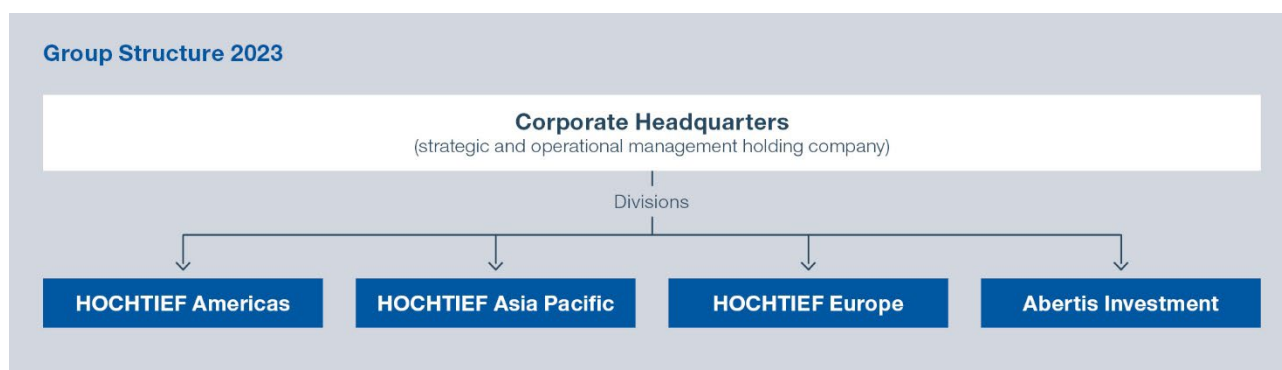 Group Structure 2023
Corporate Headquarters
(strategic and operational management holding company)
Divisions
HOCHTIEF Americas
HOCHTIEF Asia Pacific
HOCHTIEF Europe
Abertis Investment